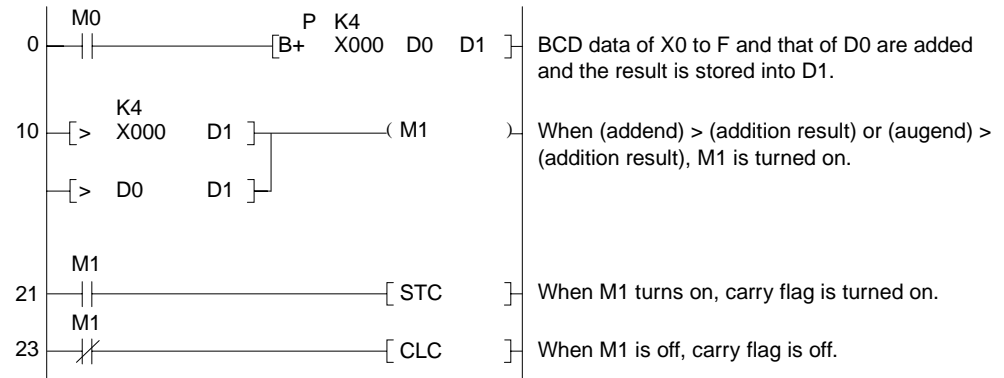 M0
P K4
0 [B+ X000 D0 D1 ] BCD data of X0 to F and that of D0 are added
and the result is stored into D1.
K4
10 [> X000 D1 ] ( M1 ) When (addend) > (addition result) or (augend) >
(addition result), M1 is turned on.
[> D0 D1 ]
M1
21 [ STC ] When M1 turns on, carry flag is turned on.
M1
23 [ CLC ] When M1 is off, carry flag is off.